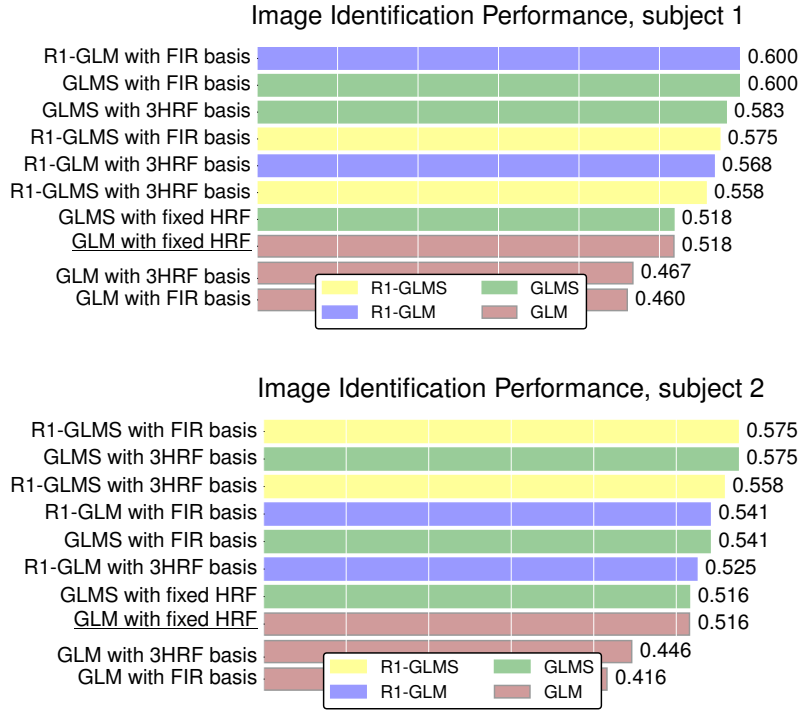 Image Identification Performance, subject 1
R1-GLM with FIR basis 0.600
GLMS with FIR basis 0.600
GLMS with 3HRF basis 0.583
R1-GLMS with FIR basis 0.575
R1-GLM with 3HRF basis 0.568
R1-GLMS with 3HRF basis 0.558
GLMS with fixed HRF 0.518
GLM with fixed HRF 0.518
GLM with 3HRF basis 0.467
GLM with FIR basis 0.460
R1-GLMS GLMS
R1-GLM GLM
Image Identification Performance, subject 2
R1-GLMS with FIR basis 0.575
GLMS with 3HRF basis 0.575
R1-GLMS with 3HRF basis 0.558
R1-GLM with FIR basis 0.541
GLMS with FIR basis 0.541
R1-GLM with 3HRF basis 0.525
GLMS with fixed HRF 0.516
GLM with fixed HRF 0.516
GLM with 3HRF basis 0.446
GLM with FIR basis 0.416
R1-GLMS GLMS
R1-GLM GLM